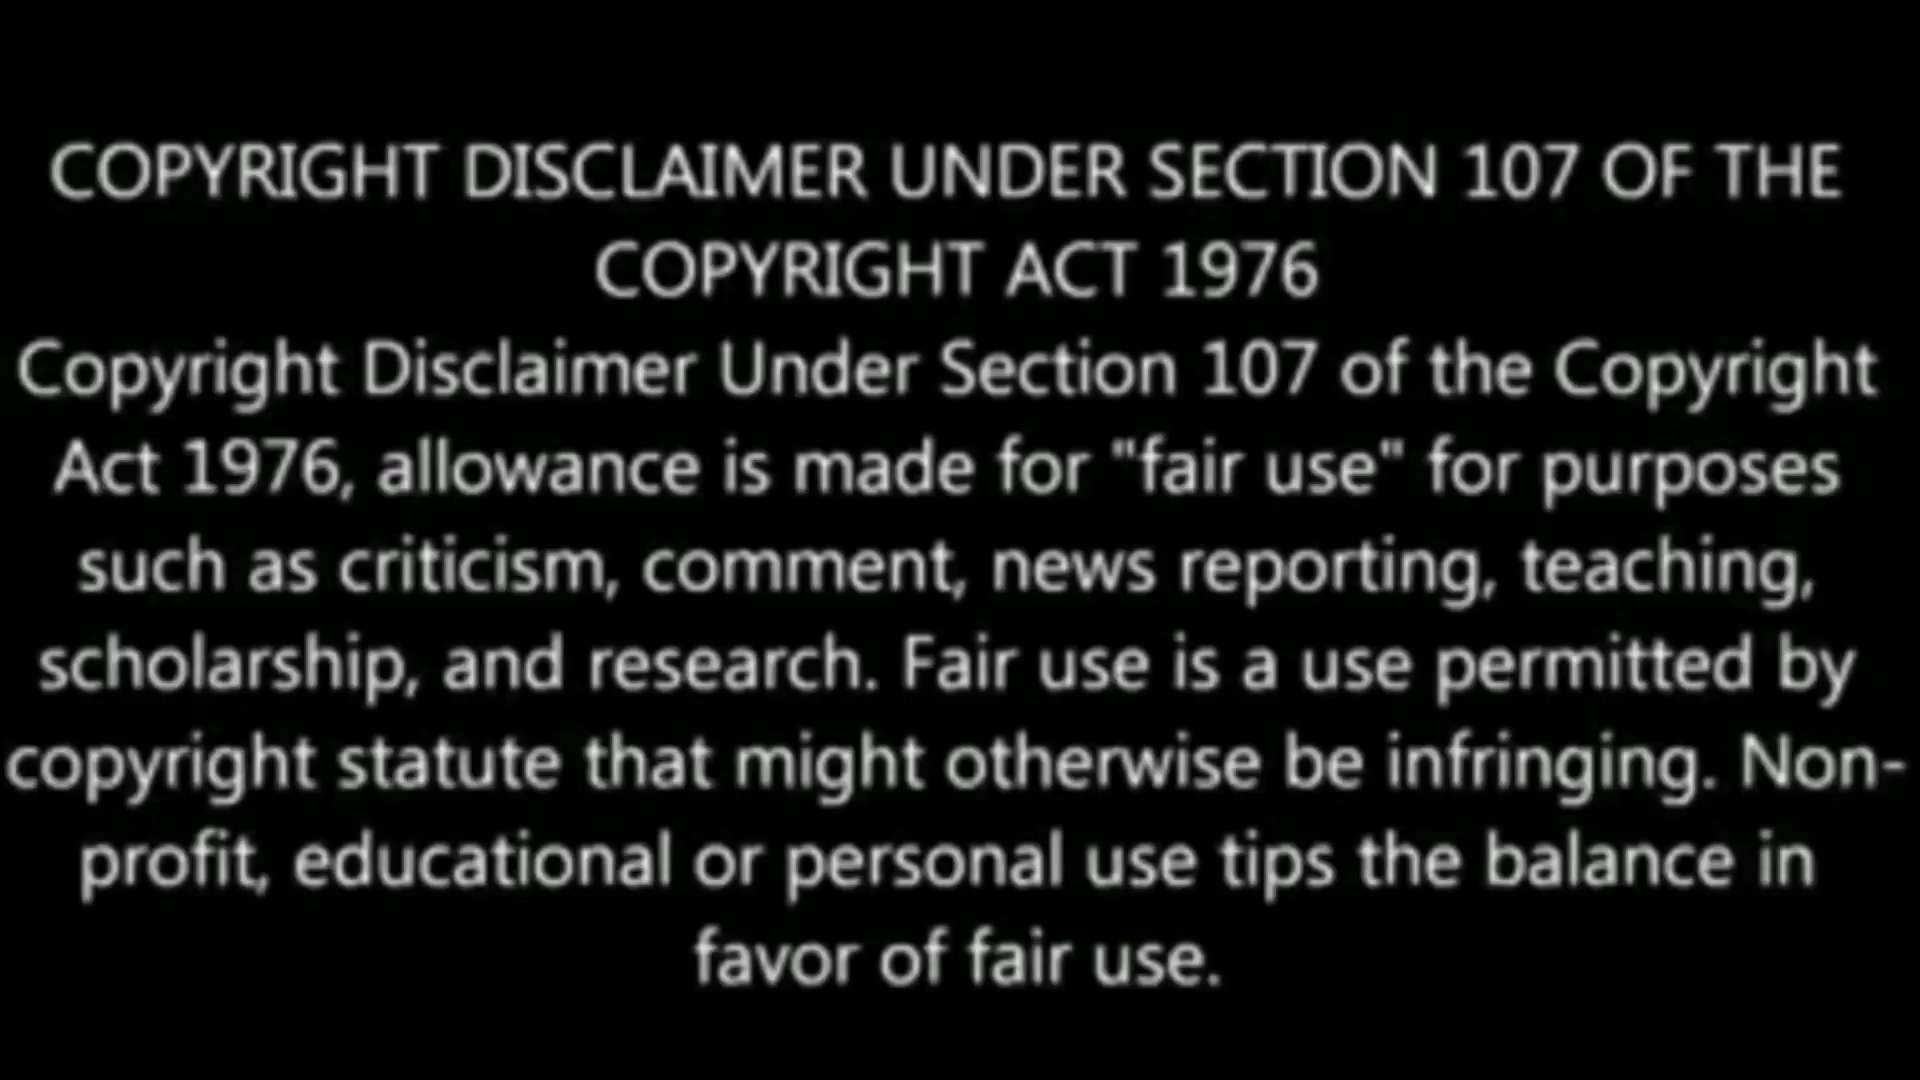 COPYRIGHT DISCLAIMER UNDER SECTION 107 OF THE
COPYRIGHT ACT 1976
Copyright Disclaimer Under Section 107 of the Copyright
Act 1976, allowance is made for "fair use" for purposes
such as criticism, comment, news reporting, teaching,
scholarship, and research. Fair use is a use permitted by
copyright statute that might otherwise be infringing. Non-
profit, educational or personal use tips the balance in
favor of fair use.